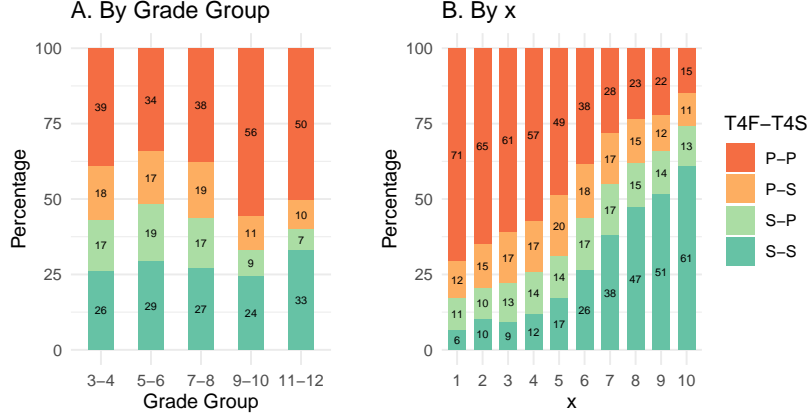 A. By Grade Group
Percentage
100
75
50
25
0
39 34 38 56 50
18 17 19 11 10
17 19 17 9 7
26 29 27 24 33
3−4 5−6 7−8 9−10 11−12
Grade Group
B. By x
Percentage
100
75
50
25
0
71 65 61 57 49 38 28 23 22 15
12 15 17 17 20 18 17 15 12 11
11 10 13 14 14 17 17 15 14 13
6 10 9 12 17 26 38 47 51 61
1 2 3 4 5 6 7 8 9 10
x
T4F−T4S
P−P
P−S
S−P
S−S